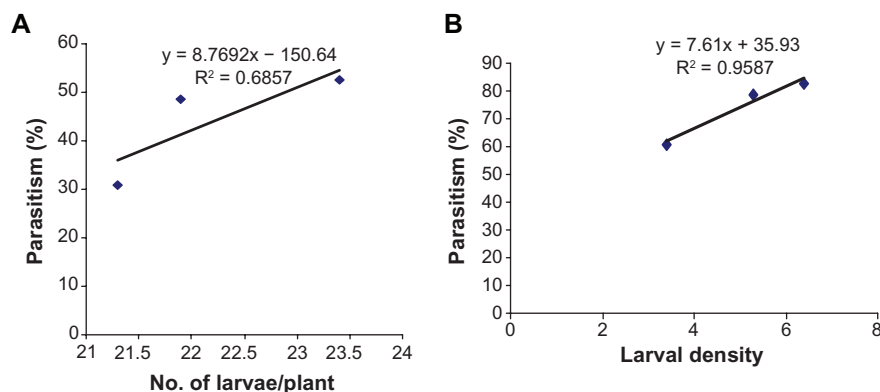 A
y = 8.7692x − 150.64
R² = 0.6857
Parasitism (%)
60
50
40
30
20
10
0
21
21.5
22
22.5
23
23.5
24
No. of larvae/plant
B
y = 7.61x + 35.93
R² = 0.9587
Parasitism (%)
90
80
70
60
50
40
30
20
10
0
0
2
4
6
8
Larval density